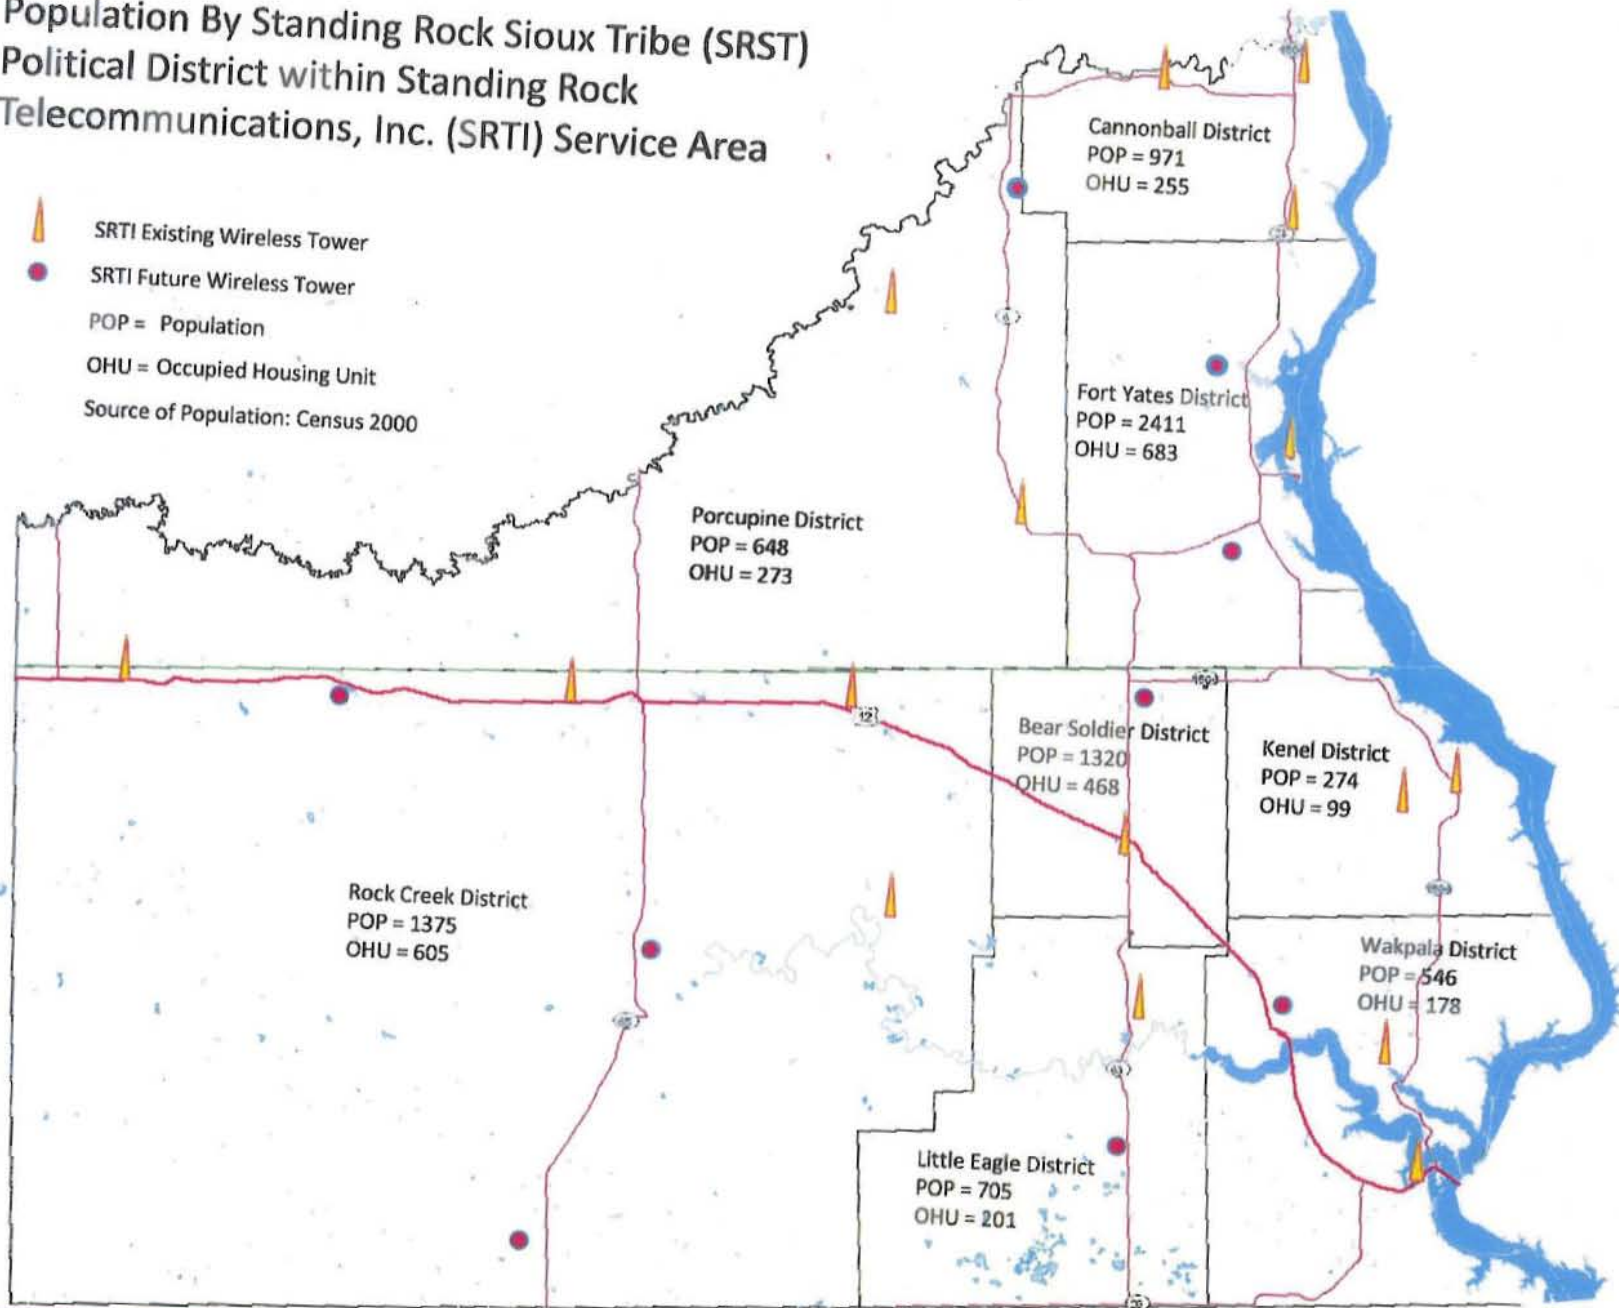 Population By Standing Rock Sioux Tribe (SRST)
Political District within Standing Rock
Telecommunications, Inc. (SRTI) Service Area
SRTI Existing Wireless Tower
SRTI Future Wireless Tower
POP = Population
OHU = Occupied Housing Unit
Source of Population: Census 2000
Cannonball District
POP = 971
OHU = 255
Fort Yates District
POP = 2411
OHU = 683
Porcupine District
POP = 648
OHU = 273
12
Bear Soldier District
POP = 1320
OHU = 468
Kenel District
POP = 274
OHU = 99
Rock Creek District
POP = 1375
OHU = 605
Wakpala District
POP = 546
OHU = 178
63
Little Eagle District
POP = 705
OHU = 201
20